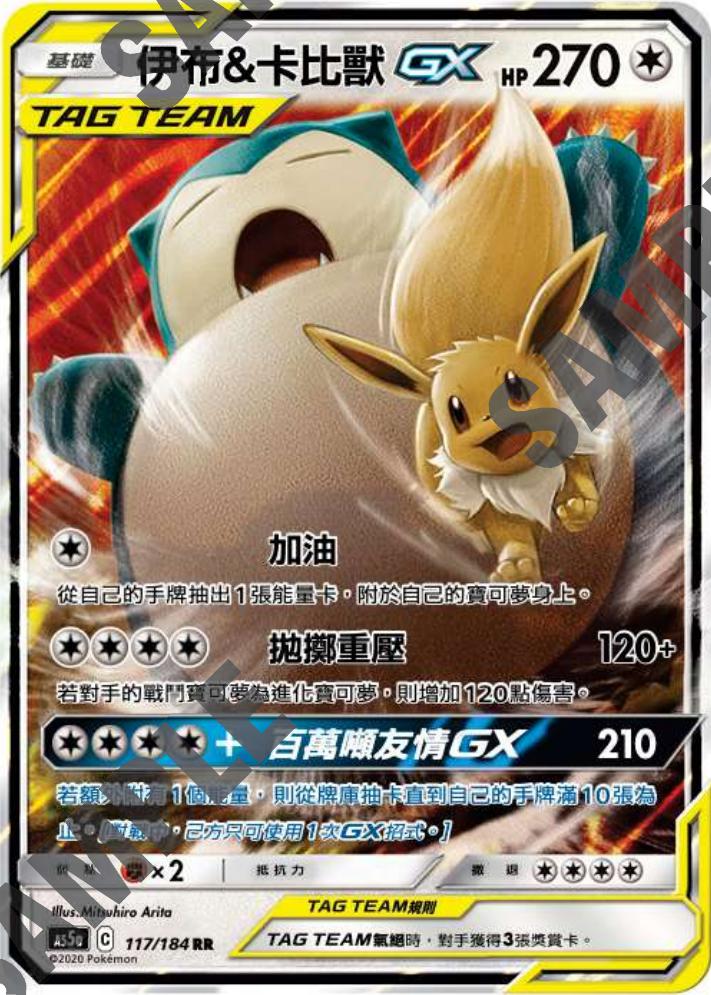 基礎 伊布&卡比獸GX HP 270
TAG TEAM
加油
從自己的手牌抽出1張能量卡，附於自己的寶可夢身上。
拋擲重壓 120+
若對手的戰鬥寶可夢為進化寶可夢，則增加120點傷害。
+ 百萬噸友情GX 210
若額外附有1個能量，則從牌庫抽卡直到自己的手牌滿10張為
止。[對戰中，己方只可使用1次GX招式。]
弱點 ×2 抵抗力 撤退
Illus. Mitsuhiro Arita
TAG TEAM規則
C 117/184 RR
TAG TEAM氣絕時，對手獲得3張獎賞卡。
©2020 Pokémon
SAMPLE
SAMPLE
SAMPLE